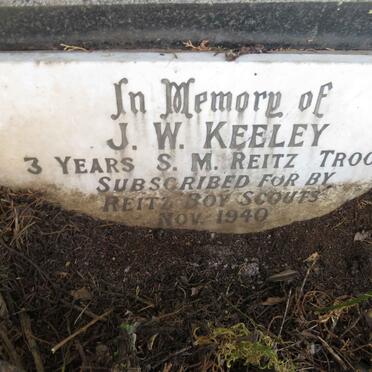 In Memory of
J. W. KEELEY
3 YEARS S. M. REITZ TROO
SUBSCRIBED FOR BY
REITZ BOY SCOUTS
NOV. 1940